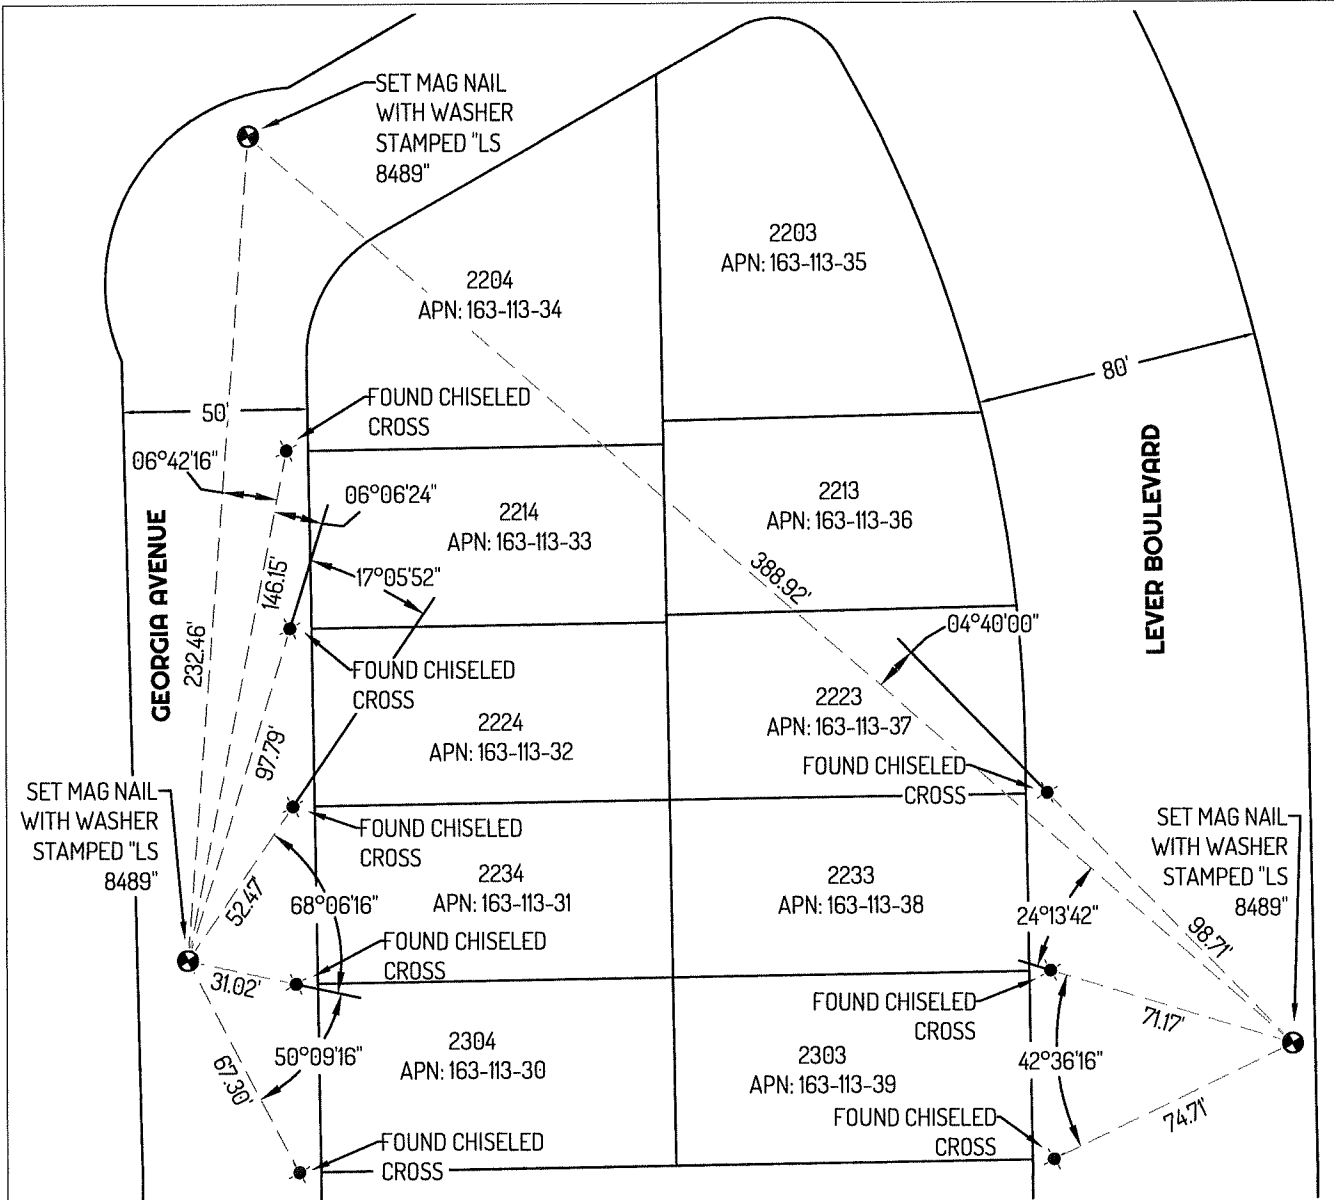 SET MAG NAIL
WITH WASHER
STAMPED "LS
8489"
2203
APN: 163-113-35
2204
APN: 163-113-34
80'
50'
FOUND CHISELED
CROSS
06°42'16"
06°06'24"
2214
APN: 163-113-33
2213
APN: 163-113-36
GEORGIA AVENUE
LEVER BOULEVARD
146.15'
17°05'52"
388.92'
04°40'00"
232.46'
FOUND CHISELED
CROSS
2224
APN: 163-113-32
2223
APN: 163-113-37
97.79'
FOUND CHISELED
CROSS
SET MAG NAIL
WITH WASHER
STAMPED "LS
8489"
SET MAG NAIL
WITH WASHER
STAMPED "LS
8489"
FOUND CHISELED
CROSS
2234
APN: 163-113-31
2233
APN: 163-113-38
52.47'
68°06'16"
24°13'42"
98.71'
FOUND CHISELED
CROSS
31.02'
FOUND CHISELED
CROSS
71.17'
2304
APN: 163-113-30
2303
APN: 163-113-39
50°09'16"
42°36'16"
67.30'
74.71'
FOUND CHISELED
CROSS
FOUND CHISELED
CROSS